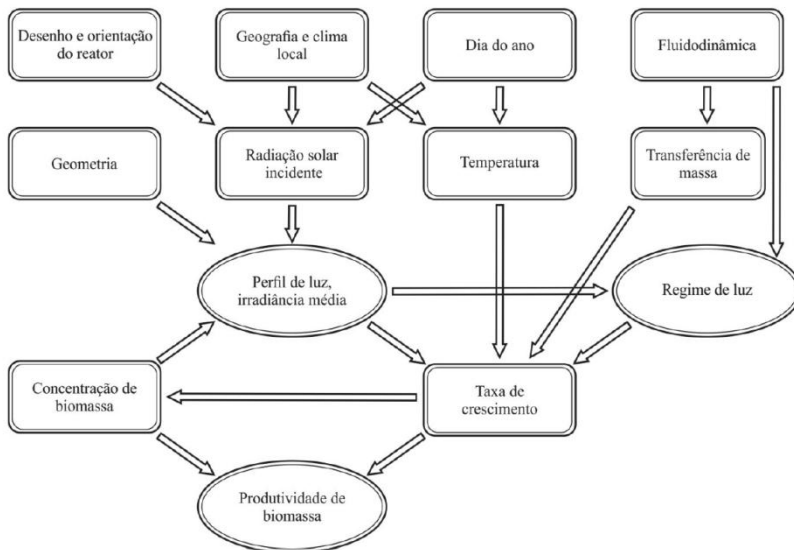 Desenho e orientação
do reator
Geografia e clima
local
Dia do ano
Fluidodinâmica
Geometria
Radiação solar
incidente
Temperatura
Transferência de
massa
Perfil de luz,
irradiância média
Regime de luz
Concentração de
biomassa
Taxa de
crescimento
Produtividade de
biomassa